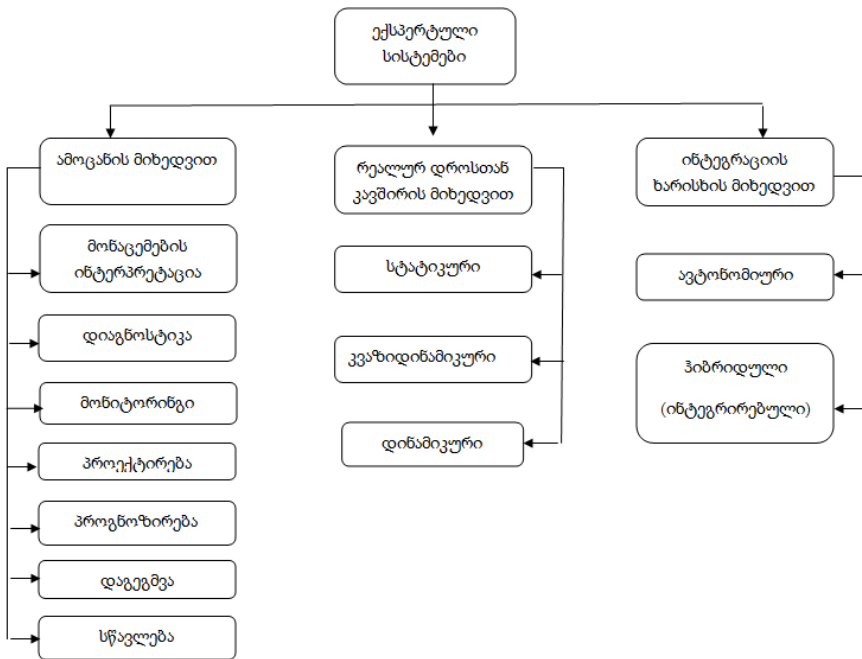 ექსპერტული
სისტემები
ამოცანის მიხედვით
მონაცემების
ინტერპრეტაცია
დიაგნოსტიკა
მონიტორინგი
პროექტირება
პროგნოზირება
დაგეგმვა
სწავლება
რეალურ დროსთან
კავშირის მიხედვით
სტატიკური
კვაზიდინამიკური
დინამიკური
ინტეგრაციის
ხარისხის მიხედვით
ავტონომიური
ჰიბრიდული
(ინტეგრირებული)